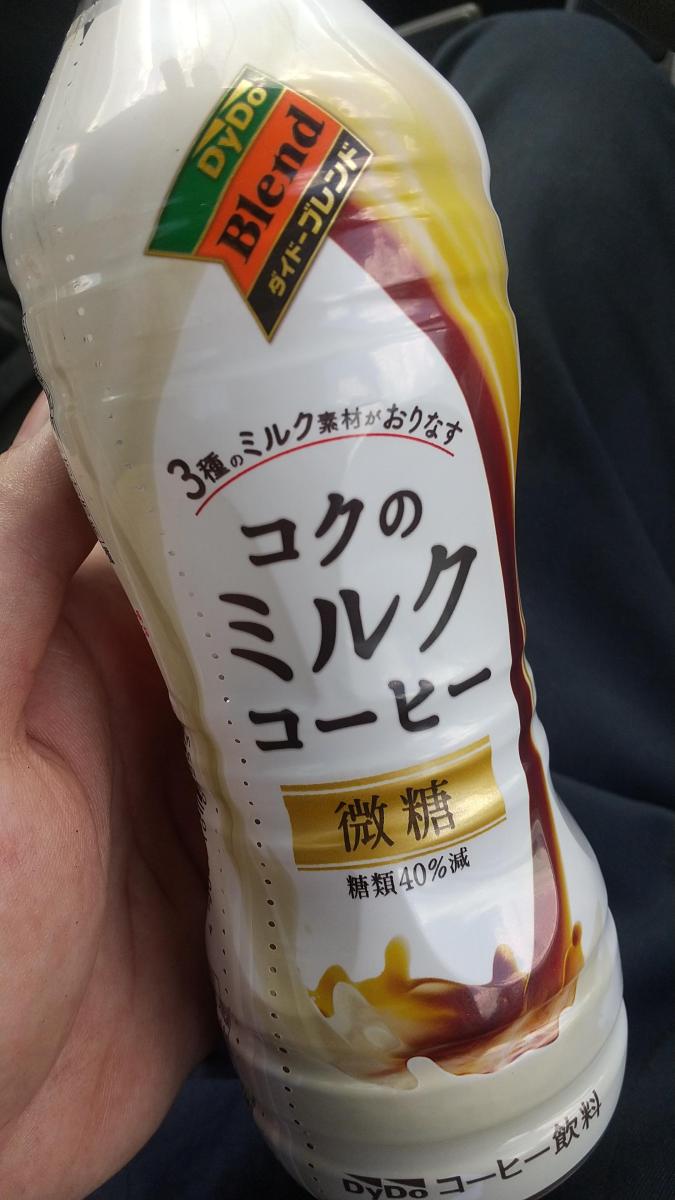 DyDo
Blend
ダイドーブレンド
3種のミルク素材がおりなす
コクの
ミルク
コーヒー
微糖
糖類40%減
DyDo コーヒー飲料